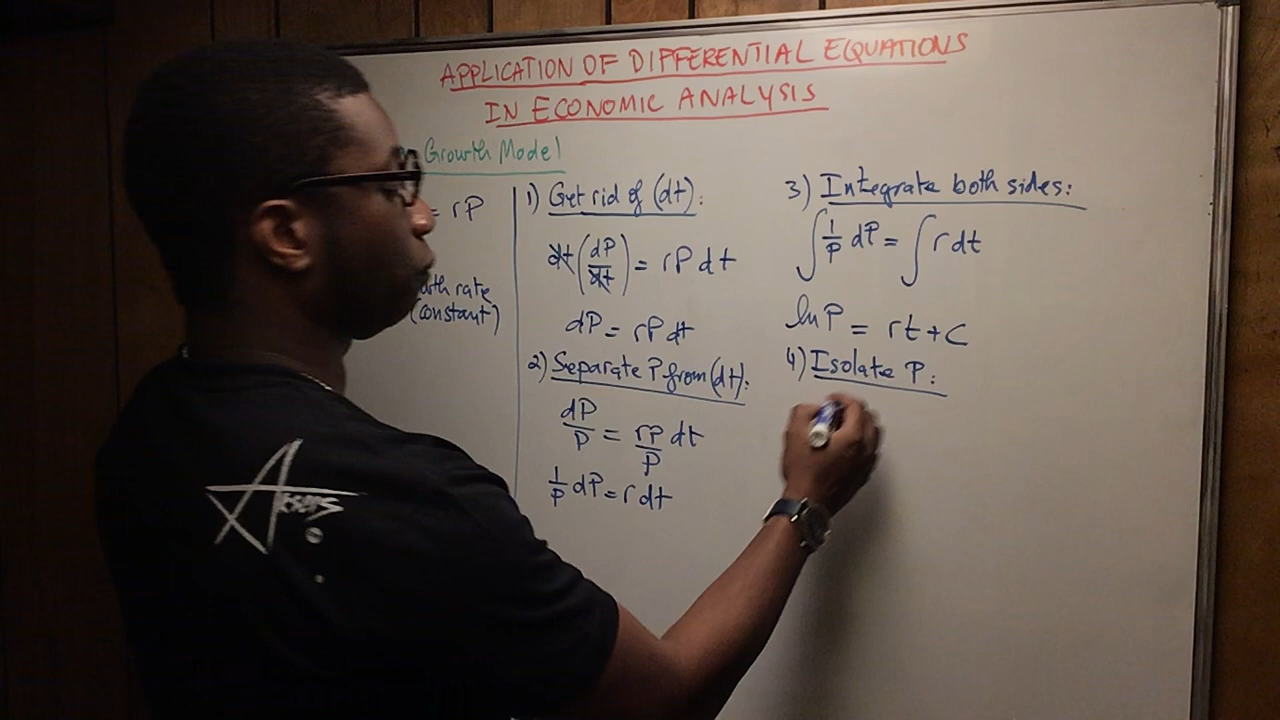 APPLICATION OF DIFFERENTIAL EQUATIONS
IN ECONOMIC ANALYSIS
Growth Model
= rP
rate
(constant)
1) Get rid of (dt):
dt(dP/dt) = rP dt
dP = rP dt
2) Separate P from (dt):
dP/P = rP/P dt
1/P dP = r dt
3) Integrate both sides:
∫ 1/P dP = ∫ r dt
ln P = rt + C
4) Isolate P: